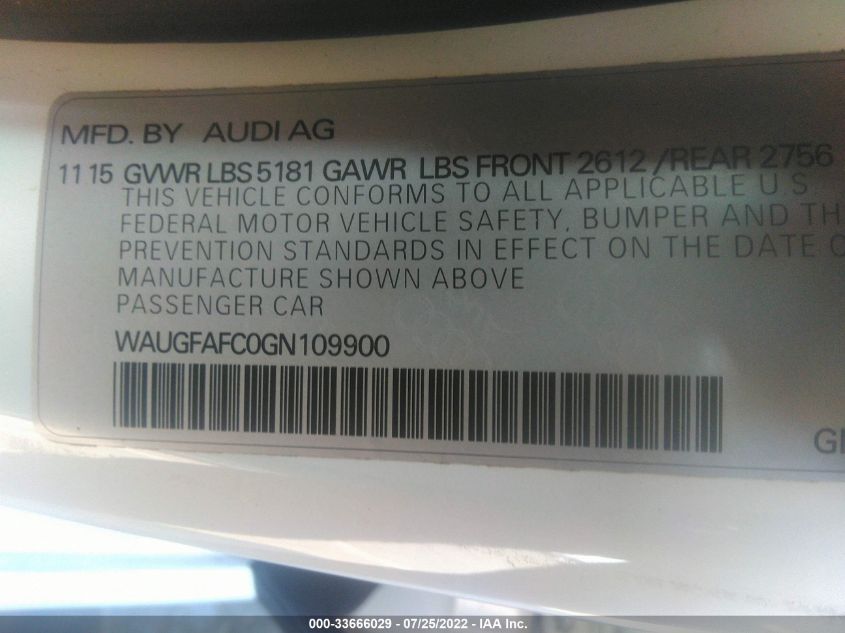 MFD. BY AUDI AG
11 15 GVWR LBS 5181 GAWR LBS FRONT 2612 /REAR 2756
THIS VEHICLE CONFORMS TO ALL APPLICABLE U S
FEDERAL MOTOR VEHICLE SAFETY, BUMPER AND TH
PREVENTION STANDARDS IN EFFECT ON THE DATE O
MANUFACTURE SHOWN ABOVE
PASSENGER CAR
WAUGFAFC0GN109900
000-33666029 - 07/25/2022 - IAA Inc.